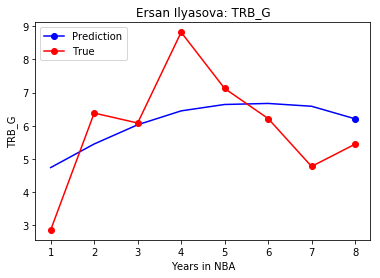 Ersan Ilyasova: TRB_G
Prediction
True
TRB_G
9
8
7
6
5
4
3
1 2 3 4 5 6 7 8
Years in NBA